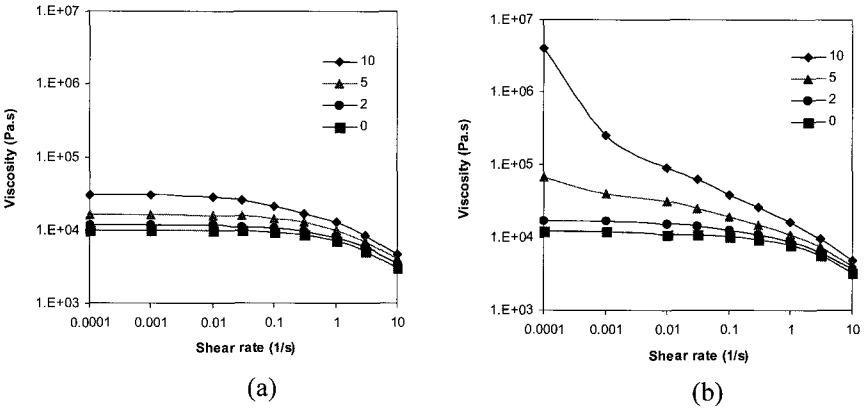 1.E+07
1.E+06
1.E+05
1.E+04
1.E+03
Viscosity (Pa.s)
10
5
2
0
0.0001 0.001 0.01 0.1 1 10
Shear rate (1/s)
(a)
1.E+07
1.E+06
1.E+05
1.E+04
1.E+03
Viscosity (Pa.s)
10
5
2
0
0.0001 0.001 0.01 0.1 1 10
Shear rate (1/s)
(b)